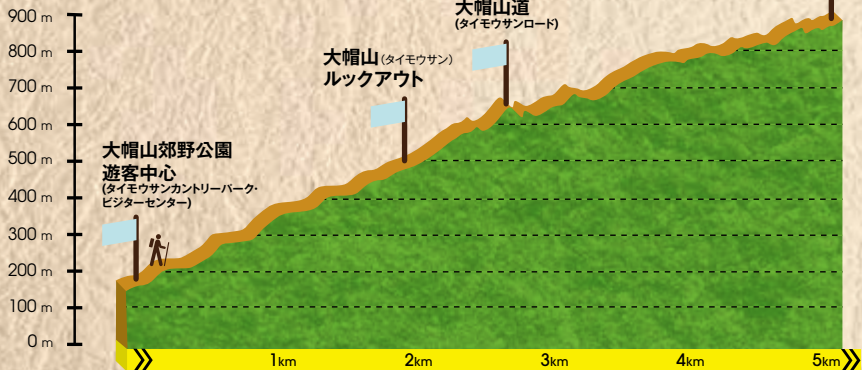 大帽山道
(タイモウサンロード)
大帽山(タイモウサン)
ルックアウト
大帽山郊野公園
遊客中心
(タイモウサンカントリーパーク・
ビジターセンター)
900 m
800 m
700 m
600 m
500 m
400 m
300 m
200 m
100 m
0 m
1km
2km
3km
4km
5km